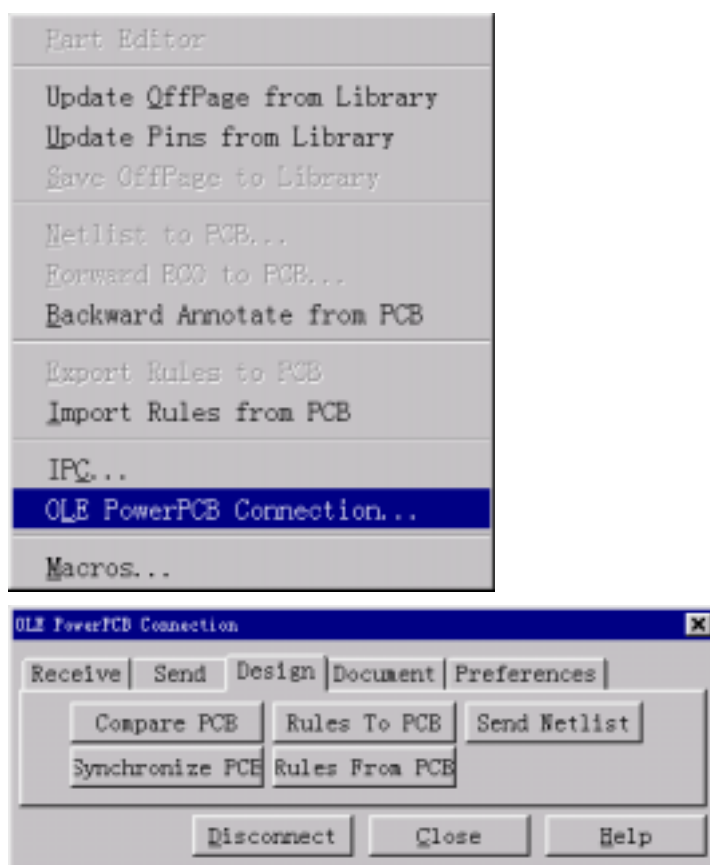 Part Editor
Update OffPage from Library
Update Pins from Library
Save OffPage to Library
Netlist to PCB...
Forward ECO to PCB...
Backward Annotate from PCB
Export Rules to PCB
Import Rules from PCB
IPC...
OLE PowerPCB Connection...
Macros...
OLE PowerPCB Connection
Receive Send Design Document Preferences
Compare PCB Rules To PCB Send Netlist
Synchronize PCB Rules From PCB
Disconnect Close Help